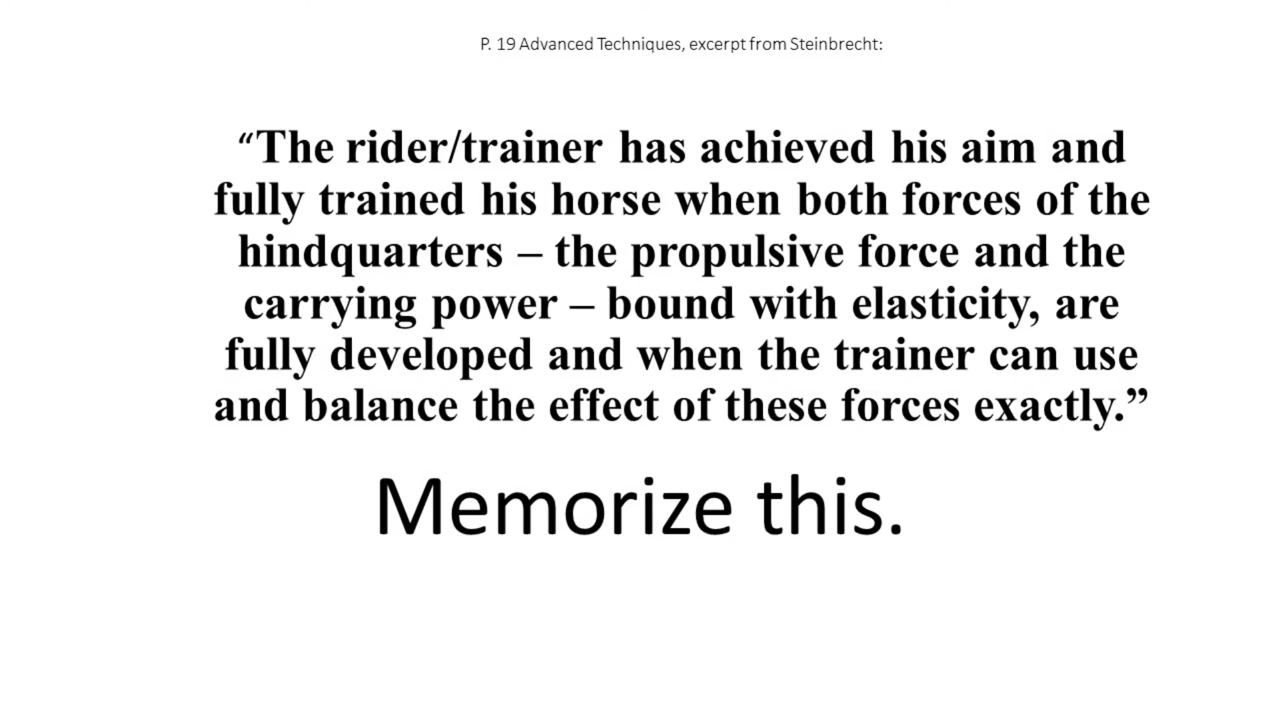 P. 19 Advanced Techniques, excerpt from Steinbrecht:
“The rider/trainer has achieved his aim and
fully trained his horse when both forces of the
hindquarters – the propulsive force and the
carrying power – bound with elasticity, are
fully developed and when the trainer can use
and balance the effect of these forces exactly.”
Memorize this.